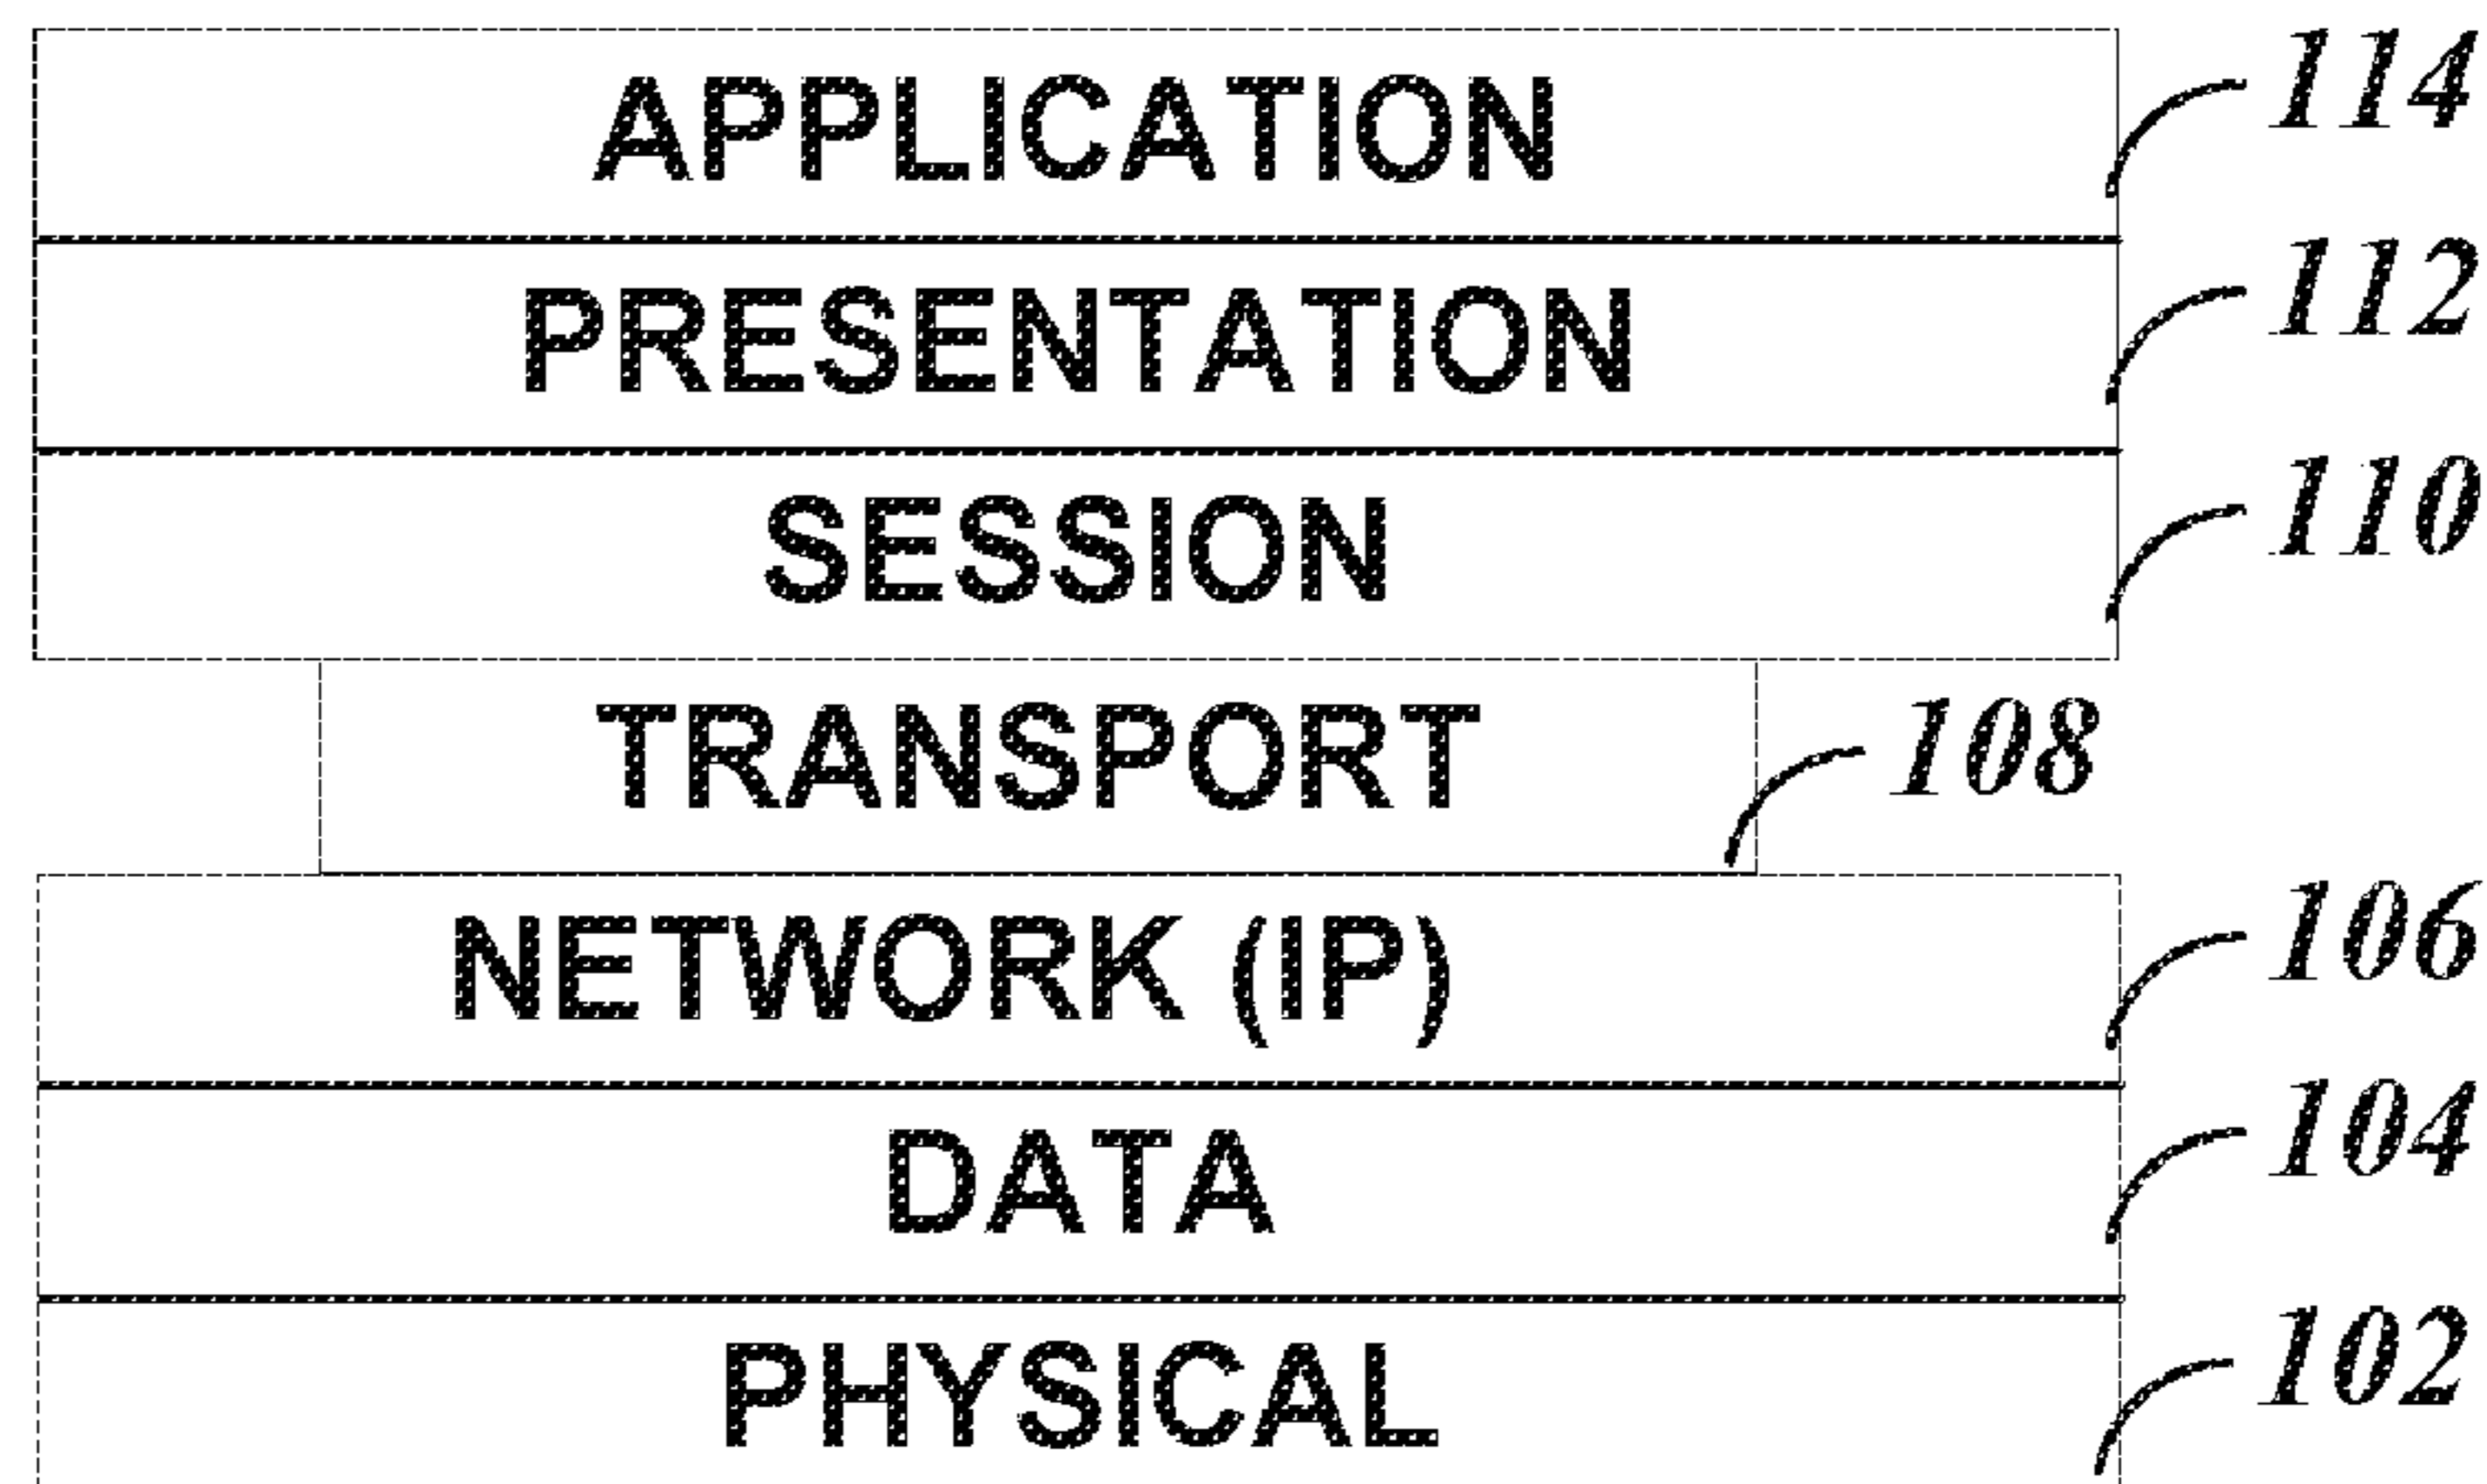 APPLICATION 114
PRESENTATION 112
SESSION 110
TRANSPORT 108
NETWORK (IP) 106
DATA 104
PHYSICAL 102